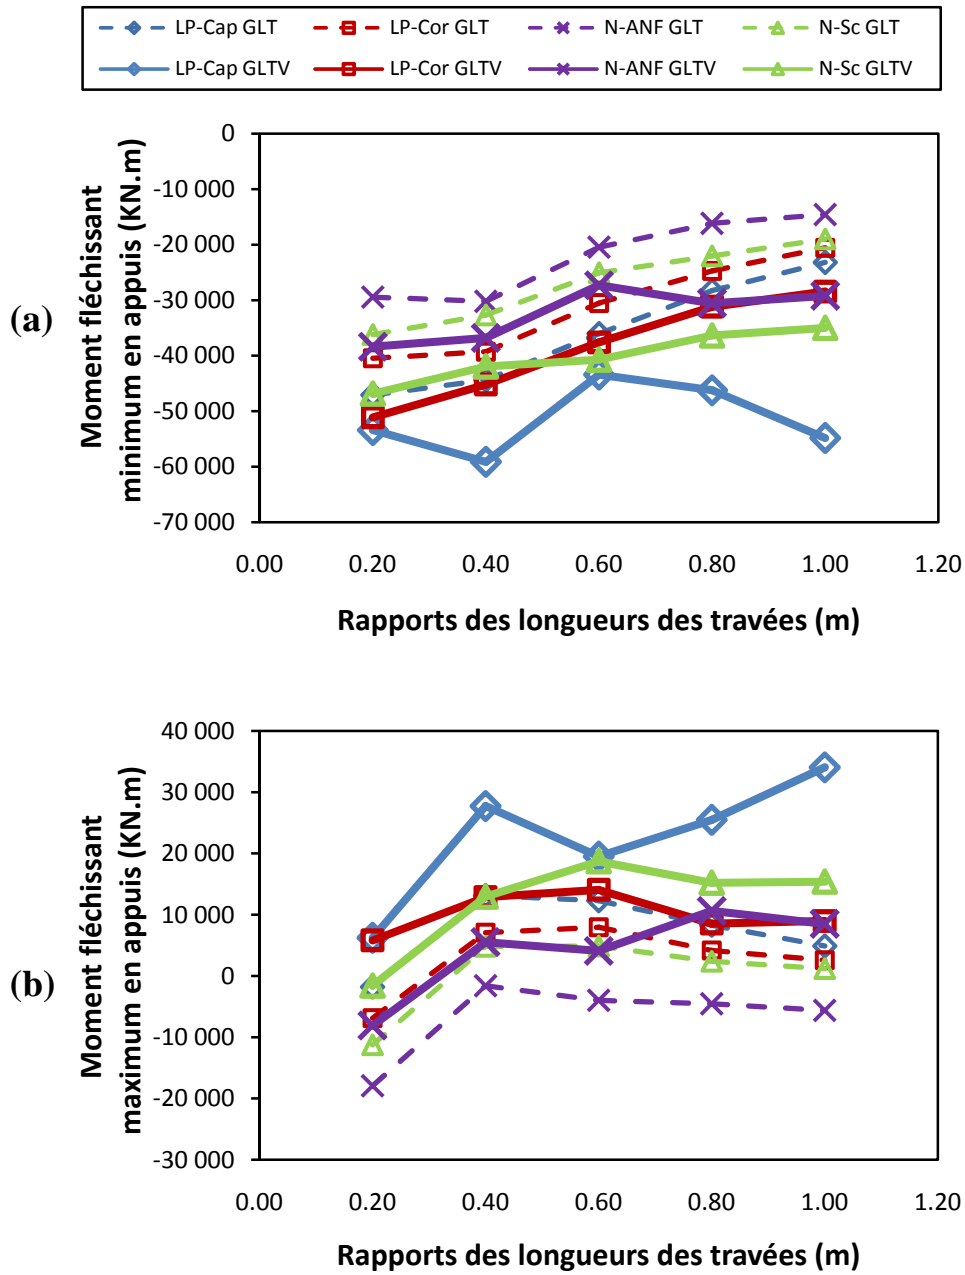 LP-Cap GLT LP-Cor GLT N-ANF GLT N-Sc GLT
LP-Cap GLTV LP-Cor GLTV N-ANF GLTV N-Sc GLTV
(a)
Moment fléchissant
minimum en appuis (KN.m)
0
-10 000
-20 000
-30 000
-40 000
-50 000
-60 000
-70 000
0.00 0.20 0.40 0.60 0.80 1.00 1.20
Rapports des longueurs des travées (m)
(b)
Moment fléchissant
maximum en appuis (KN.m)
40 000
30 000
20 000
10 000
0
-10 000
-20 000
-30 000
0.00 0.20 0.40 0.60 0.80 1.00 1.20
Rapports des longueurs des travées (m)